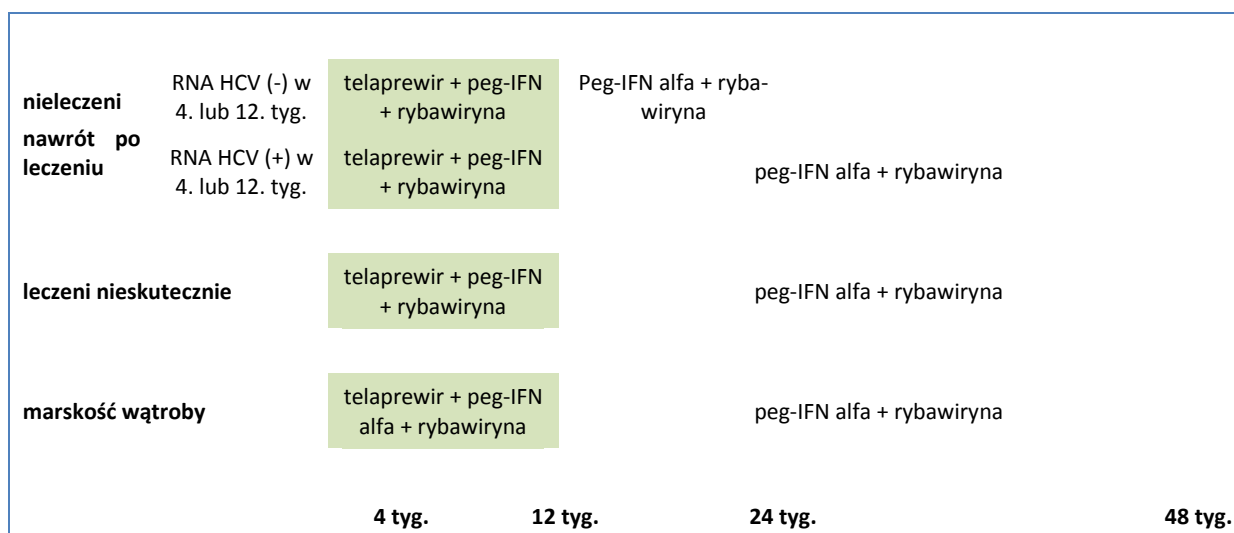 nieleczeni
nawrót po
leczeniu
RNA HCV (-) w
4. lub 12. tyg.
telaprewir + peg-IFN
+ rybawiryna
Peg-IFN alfa + ryba-
wiryna
RNA HCV (+) w
4. lub 12. tyg.
telaprewir + peg-IFN
+ rybawiryna
peg-IFN alfa + rybawiryna
leczeni nieskutecznie
telaprewir + peg-IFN
+ rybawiryna
peg-IFN alfa + rybawiryna
marskość wątroby
telaprewir + peg-IFN
alfa + rybawiryna
peg-IFN alfa + rybawiryna
4 tyg.
12 tyg.
24 tyg.
48 tyg.